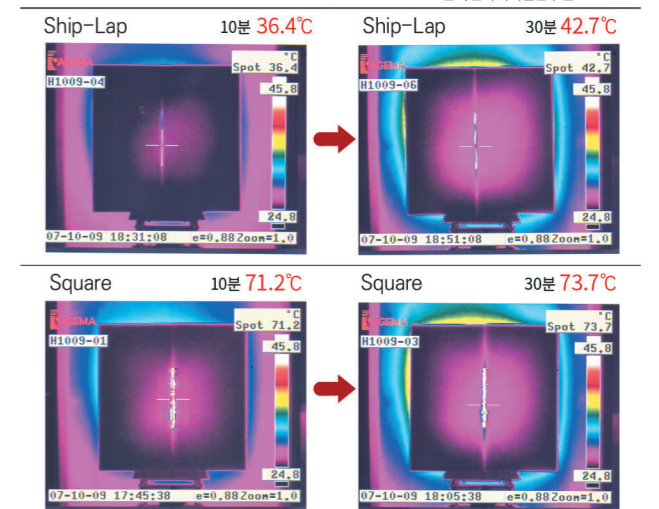 Ship-Lap 10분 36.4℃
Ship-Lap 30분 42.7℃
AGEMA
°C
Spot 36.4
H1009-04
45.8
24.8
07-10-09 18:31:08 e=0.88 Zoom=1.0
°C
Spot 42.7
H1009-06
45.8
24.8
07-10-09 18:51:08 e=0.88 Zoom=1.0
Square 10분 71.2℃
Square 30분 73.7℃
AGEMA
°C
Spot 71.2
H1009-01
45.8
24.8
07-10-09 17:45:38 e=0.88 Zoom=1.0
AGEMA
°C
Spot 73.7
H1009-03
45.8
24.8
07-10-09 18:05:38 e=0.88 Zoom=1.0